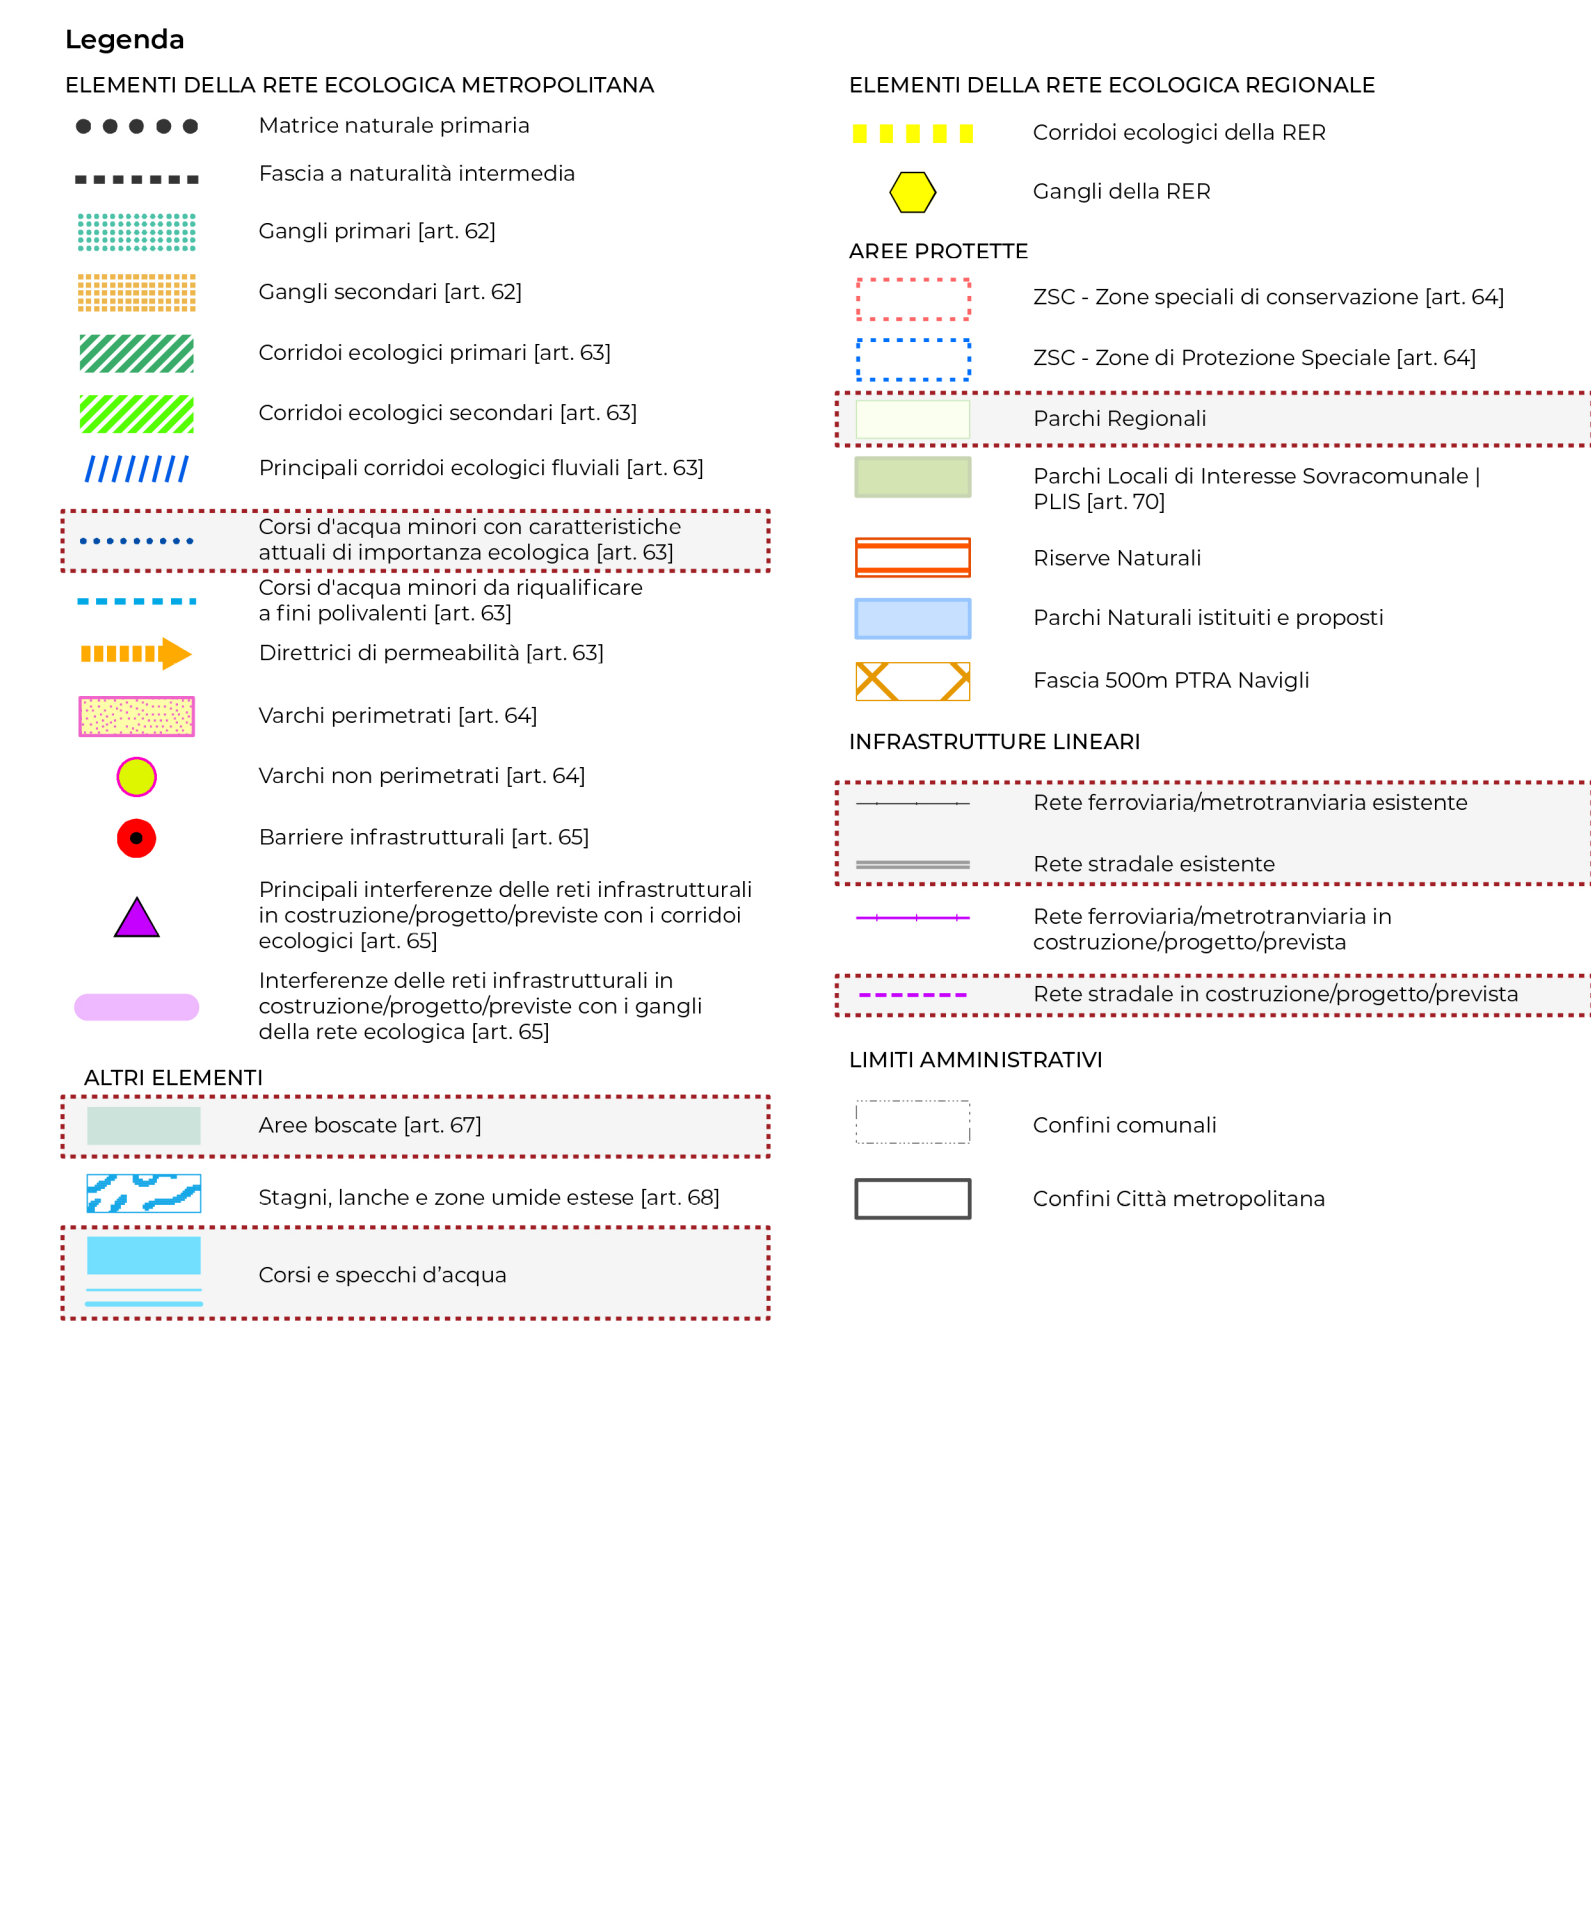 Legenda
ELEMENTI DELLA RETE ECOLOGICA METROPOLITANA
Matrice naturale primaria
Fascia a naturalità intermedia
Gangli primari [art. 62]
Gangli secondari [art. 62]
Corridoi ecologici primari [art. 63]
Corridoi ecologici secondari [art. 63]
Principali corridoi ecologici fluviali [art. 63]
Corsi d'acqua minori con caratteristiche
attuali di importanza ecologica [art. 63]
Corsi d'acqua minori da riqualificare
a fini polivalenti [art. 63]
Direttrici di permeabilità [art. 63]
Varchi perimetrati [art. 64]
Varchi non perimetrati [art. 64]
Barriere infrastrutturali [art. 65]
Principali interferenze delle reti infrastrutturali
in costruzione/progetto/previste con i corridoi
ecologici [art. 65]
Interferenze delle reti infrastrutturali in
costruzione/progetto/previste con i gangli
della rete ecologica [art. 65]
ALTRI ELEMENTI
Aree boscate [art. 67]
Stagni, lanche e zone umide estese [art. 68]
Corsi e specchi d’acqua
ELEMENTI DELLA RETE ECOLOGICA REGIONALE
Corridoi ecologici della RER
Gangli della RER
AREE PROTETTE
ZSC - Zone speciali di conservazione [art. 64]
ZSC - Zone di Protezione Speciale [art. 64]
Parchi Regionali
Parchi Locali di Interesse Sovracomunale |
PLIS [art. 70]
Riserve Naturali
Parchi Naturali istituiti e proposti
Fascia 500m PTRA Navigli
INFRASTRUTTURE LINEARI
Rete ferroviaria/metrotranviaria esistente
Rete stradale esistente
Rete ferroviaria/metrotranviaria in
costruzione/progetto/prevista
Rete stradale in costruzione/progetto/prevista
LIMITI AMMINISTRATIVI
Confini comunali
Confini Città metropolitana